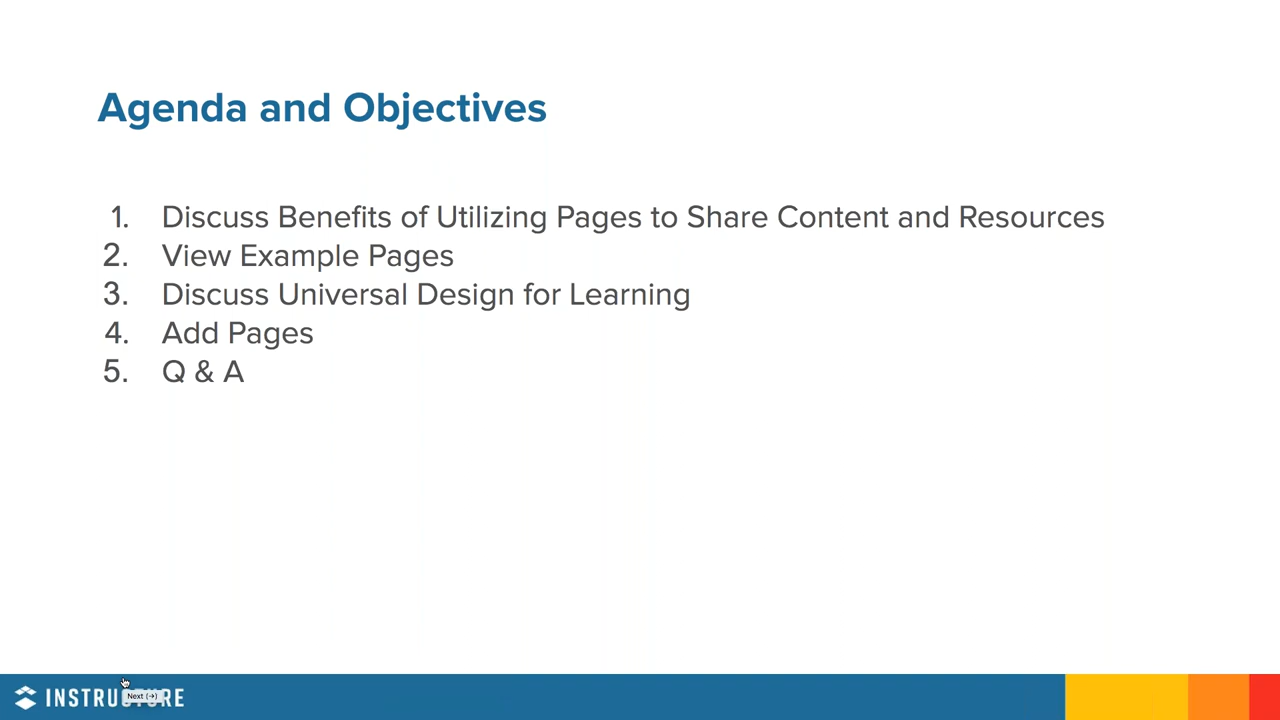 Agenda and Objectives
1. Discuss Benefits of Utilizing Pages to Share Content and Resources
2. View Example Pages
3. Discuss Universal Design for Learning
4. Add Pages
5. Q & A
INSTRUCTURE
Next (→)